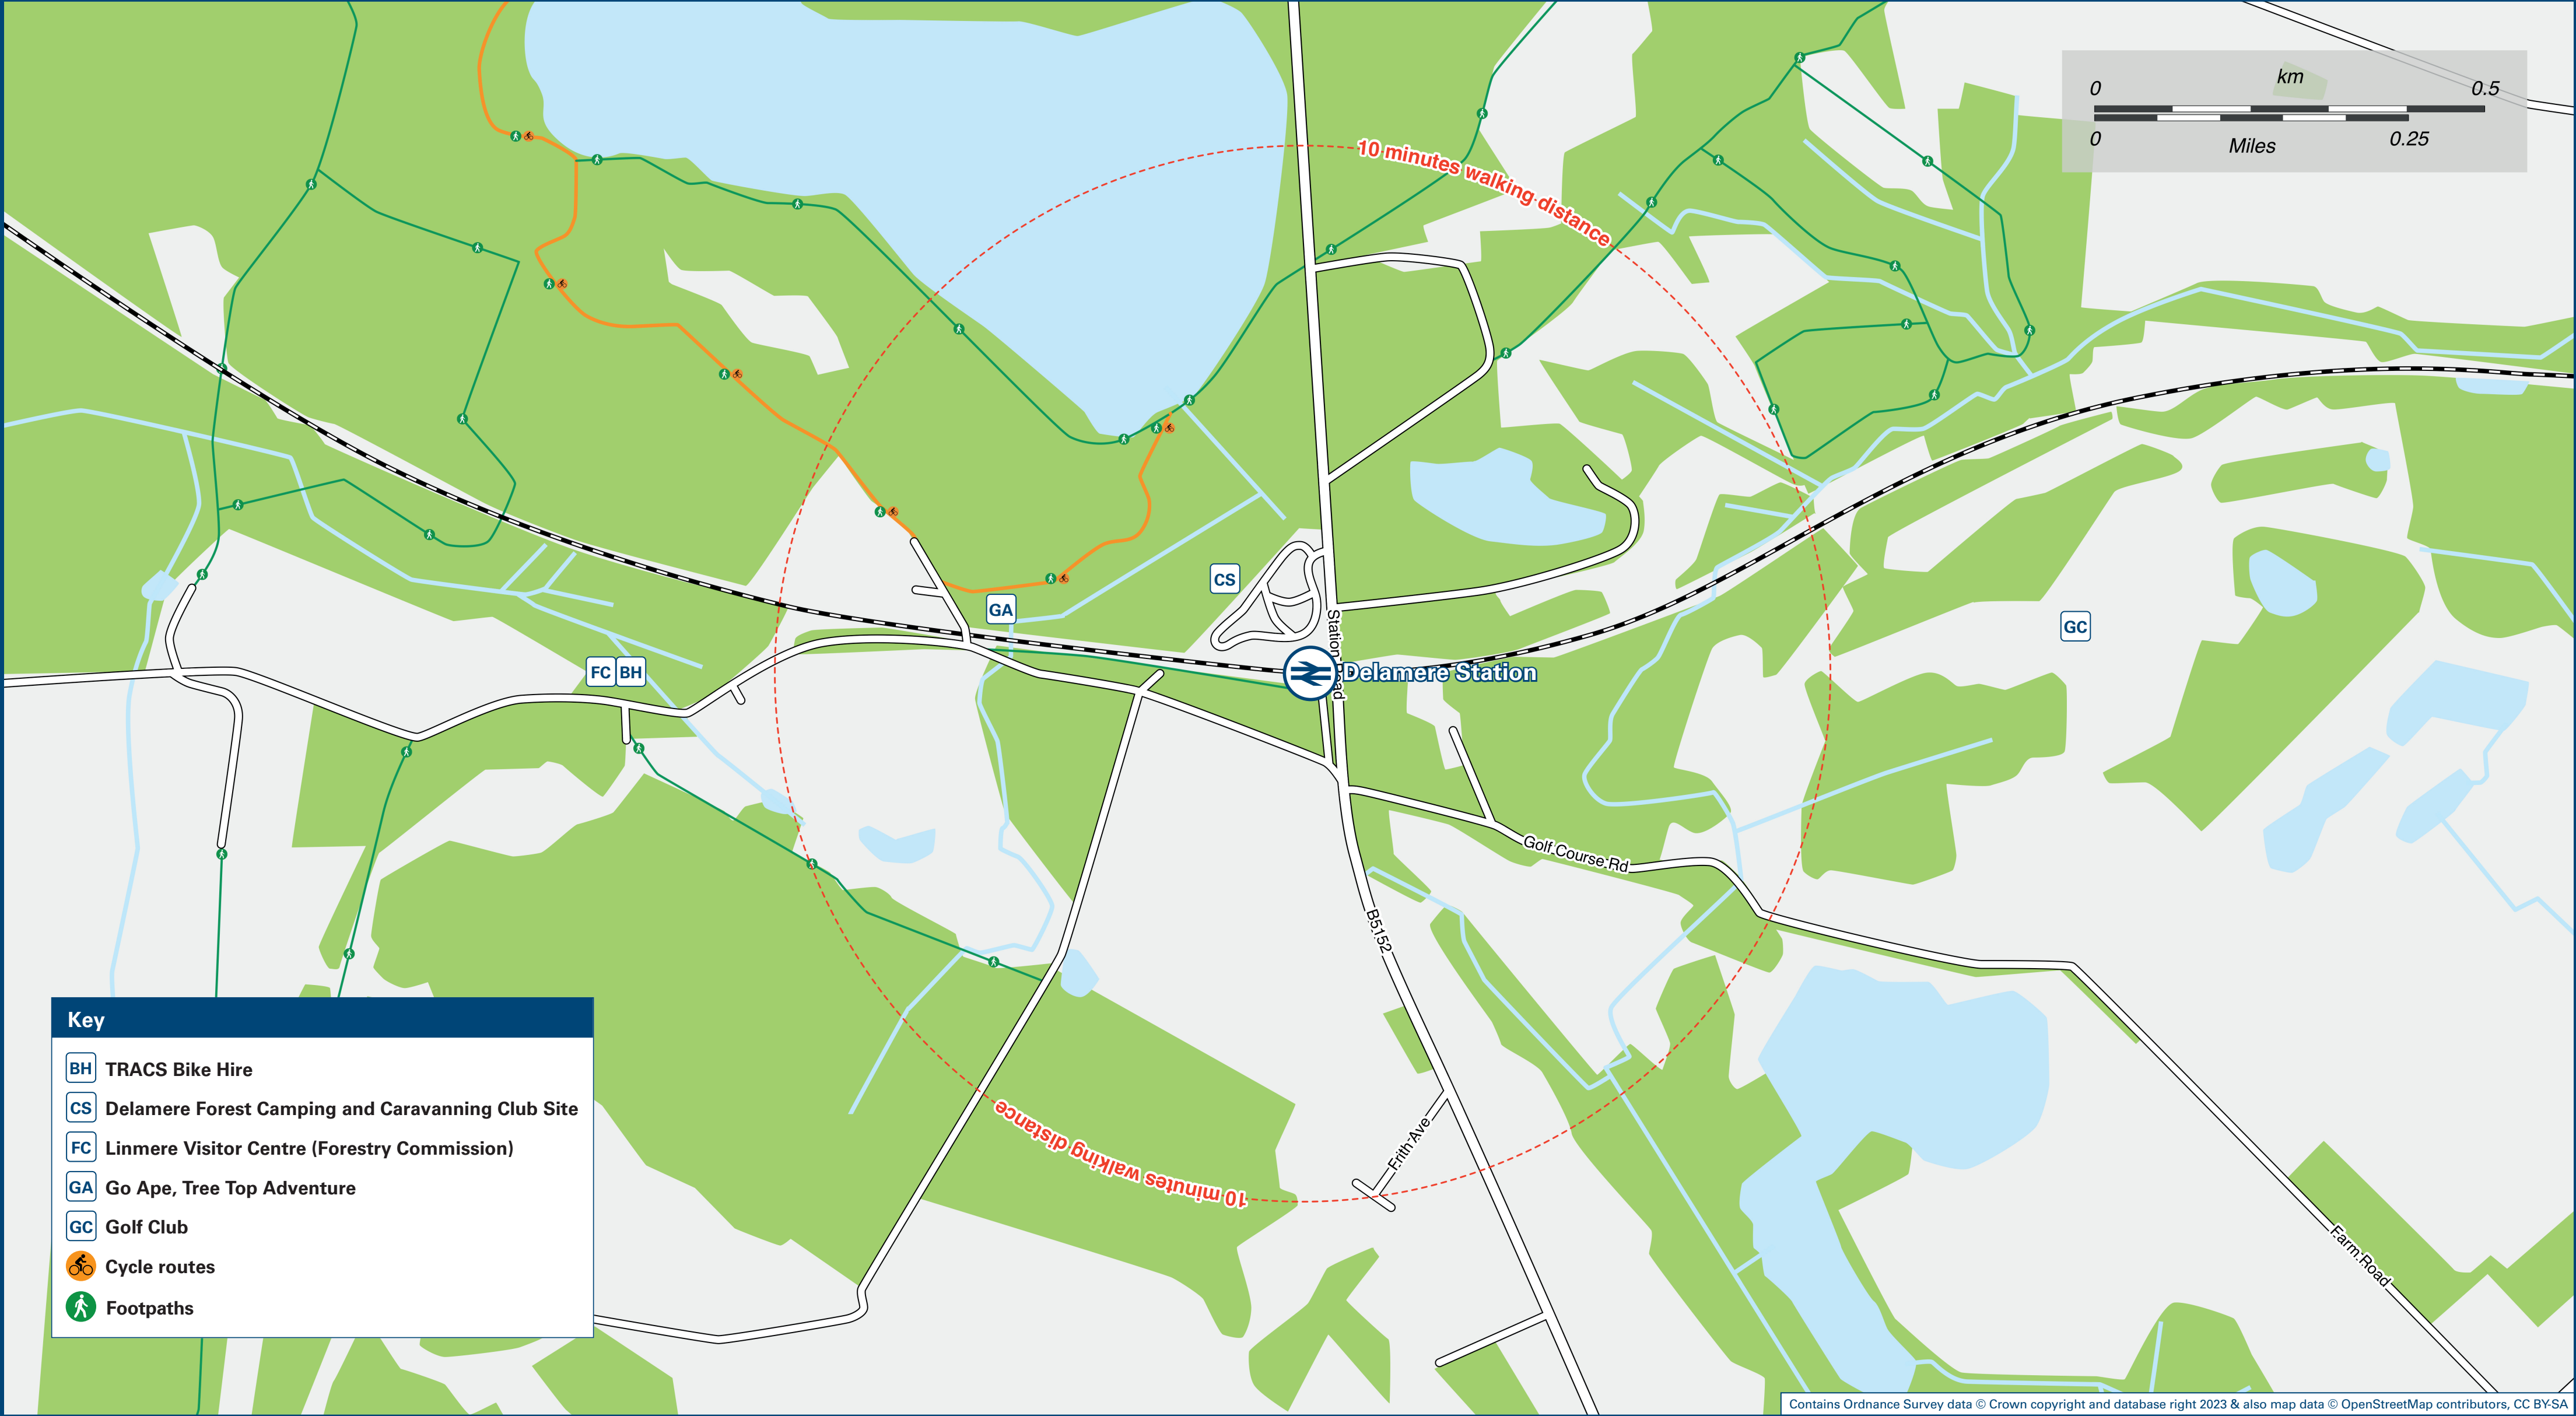 km
0 0.5
0 0.25
Miles
10 minutes walking distance
CS
GA
Station Road
GC
FC BH
Delamere Station
Golf Course Rd
B5152
Key
BH TRACS Bike Hire
CS Delamere Forest Camping and Caravanning Club Site
FC Linmere Visitor Centre (Forestry Commission)
GA Go Ape, Tree Top Adventure
GC Golf Club
Cycle routes
Footpaths
10 minutes walking distance
Frith Ave
Farm Road
Contains Ordnance Survey data © Crown copyright and database right 2023 & also map data © OpenStreetMap contributors, CC BY-SA